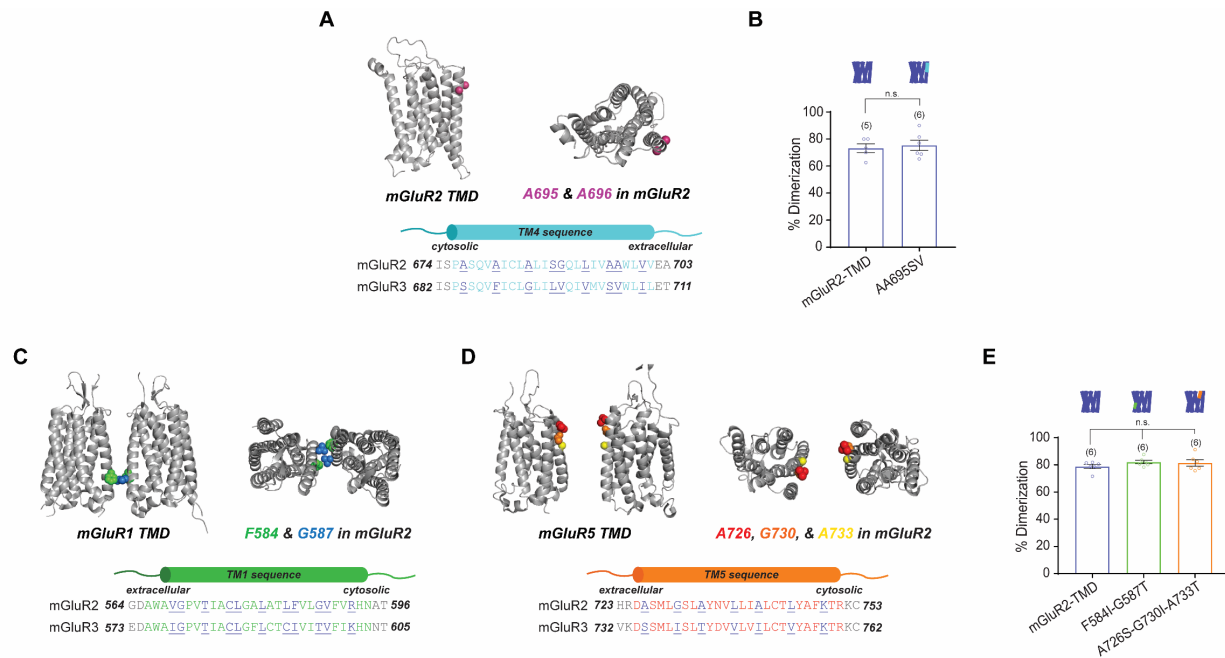 A
mGluR2 TMD
A695 & A696 in mGluR2
TM4 sequence
cytosolic
extracellular
mGluR2 674 ISPASQVAICLALISGQLLIVAAWLVVEA 703
mGluR3 682 ISPSSQVFICLGLILVQIVMVSVWLILET 711
B
n.s.
(5)
(6)
100
80
60
40
20
0
% Dimerization
mGluR2-TMD
AA695SV
C
mGluR1 TMD
F584 & G587 in mGluR2
TM1 sequence
extracellular
cytosolic
mGluR2 564 GDAWAVGPVTIACLGALATLFVLGVFVRHNAT 596
mGluR3 573 EDAWAIGPVTIACLGFLCTCIVITVFIKHNNT 605
D
mGluR5 TMD
A726, G730, & A733 in mGluR2
TM5 sequence
extracellular
cytosolic
mGluR2 723 HRDASMLGSLAYNVLLIALCTLYAFKTRKC 753
mGluR3 732 VKDSSMLISLTYDVVLVILCTVYAFKTRKC 762
E
n.s.
(6)
(6)
(6)
100
80
60
40
20
0
% Dimerization
mGluR2-TMD
F584I-G587T
A726S-G730I-A733T